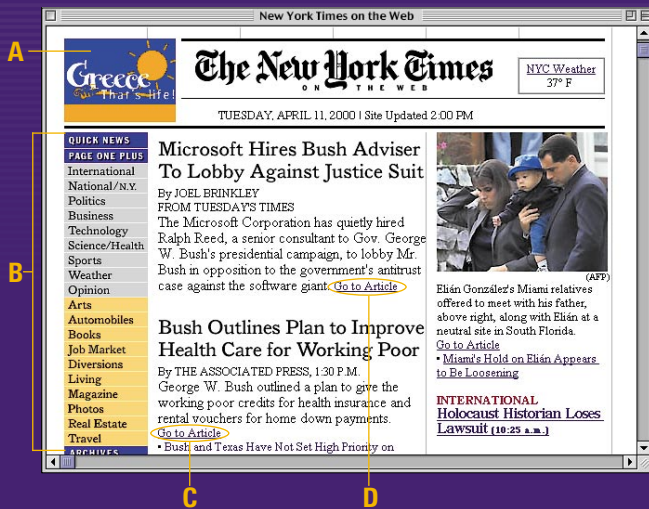 New York Times on the Web
A
Greece
That's life!
The New York Times
ON THE WEB
NYC Weather
37° F
TUESDAY, APRIL 11, 2000 | Site Updated 2:00 PM
B
QUICK NEWS
PAGE ONE PLUS
International
National/N.Y.
Politics
Business
Technology
Science/Health
Sports
Weather
Opinion
Arts
Automobiles
Books
Job Market
Diversions
Living
Magazine
Photos
Real Estate
Travel
ARCHIVES
Microsoft Hires Bush Adviser
To Lobby Against Justice Suit
By JOEL BRINKLEY
FROM TUESDAY'S TIMES
The Microsoft Corporation has quietly hired
Ralph Reed, a senior consultant to Gov. George
W. Bush's presidential campaign, to lobby Mr.
Bush in opposition to the government's antitrust
case against the software giant. Go to Article
Bush Outlines Plan to Improve
Health Care for Working Poor
By THE ASSOCIATED PRESS, 1:30 P.M.
George W. Bush outlined a plan to give the
working poor credits for health insurance and
rental vouchers for home down payments.
Go to Article
• Bush and Texas Have Not Set High Priority on
(AFP)
Elián González's Miami relatives
offered to meet with his father,
above right, along with Elián at a
neutral site in South Florida.
Go to Article
• Miami's Hold on Elián Appears
to Be Loosening
INTERNATIONAL
Holocaust Historian Loses
Lawsuit (10:25 a.m.)
C
D